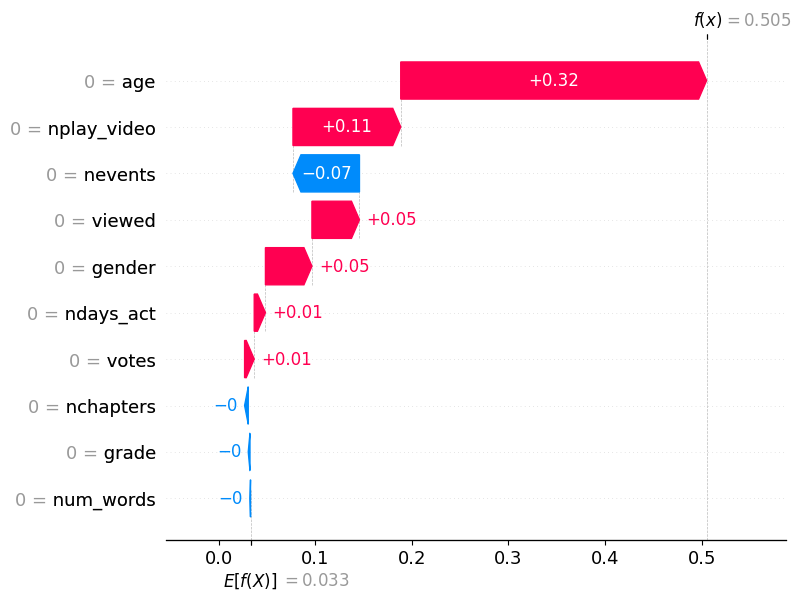 f(x) = 0.505
0 = age
+0.32
0 = nplay_video
+0.11
0 = nevents
−0.07
0 = viewed
+0.05
0 = gender
+0.05
0 = ndays_act
+0.01
0 = votes
+0.01
0 = nchapters
−0
0 = grade
−0
0 = num_words
−0
0.0 0.1 0.2 0.3 0.4 0.5
E[f(X)] = 0.033